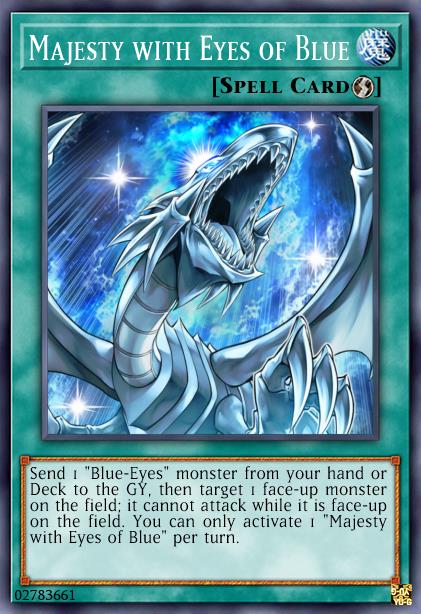 Majesty with Eyes of Blue
魔
[Spell Card]
Send 1 "Blue-Eyes" monster from your hand or
Deck to the GY, then target 1 face-up monster
on the field; it cannot attack while it is face-up
on the field. You can only activate 1 "Majesty
with Eyes of Blue" per turn.
02783661